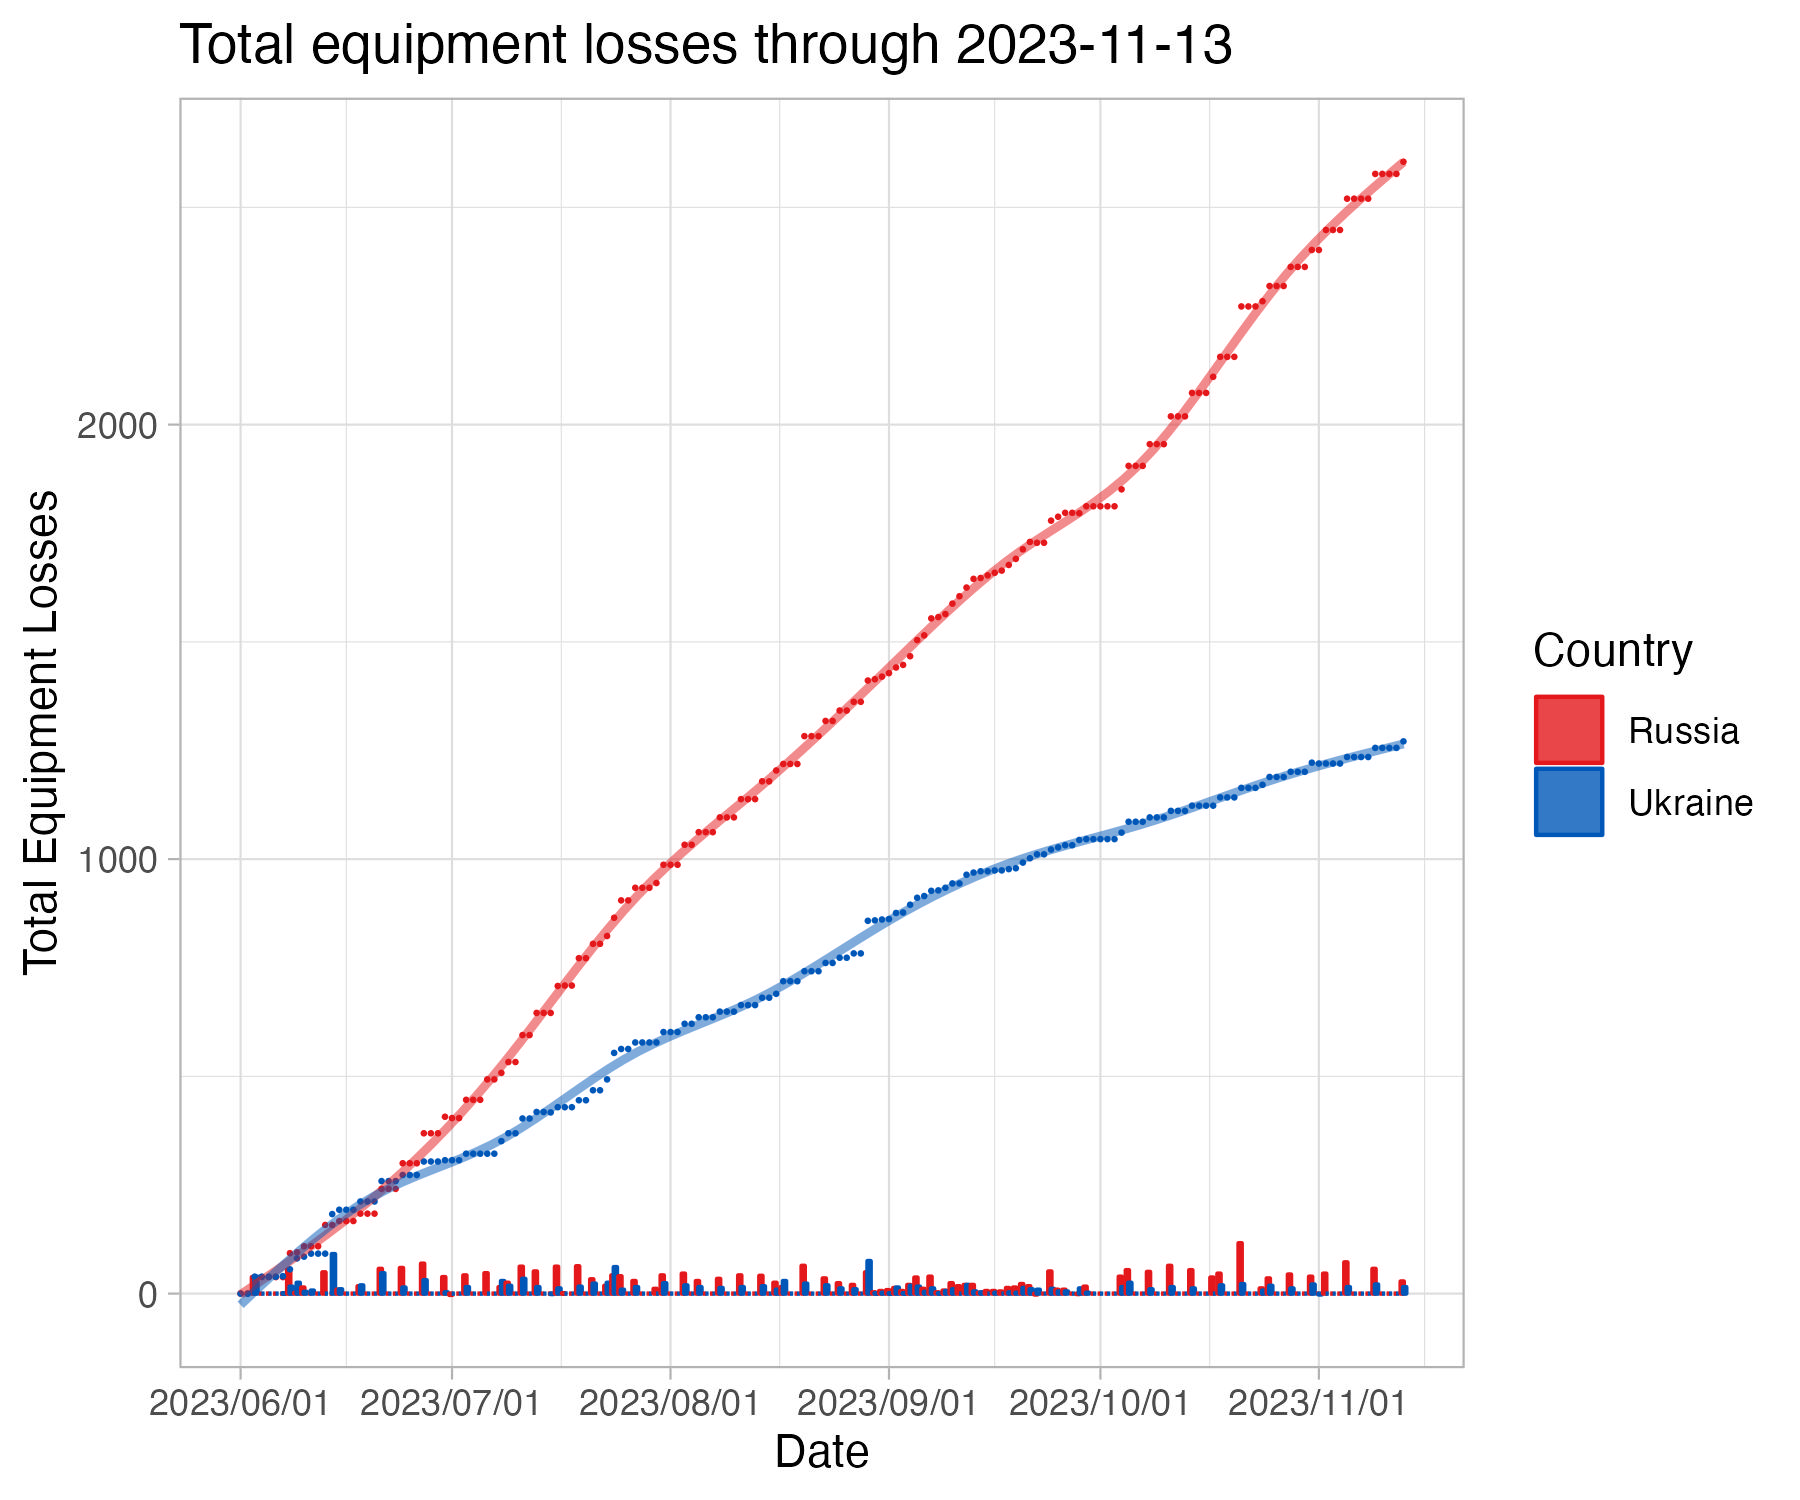 Total equipment losses through 2023-11-13
Total Equipment Losses
2000
1000
0
2023/06/01
2023/07/01
2023/08/01
2023/09/01
2023/10/01
2023/11/01
Date
Country
Russia
Ukraine